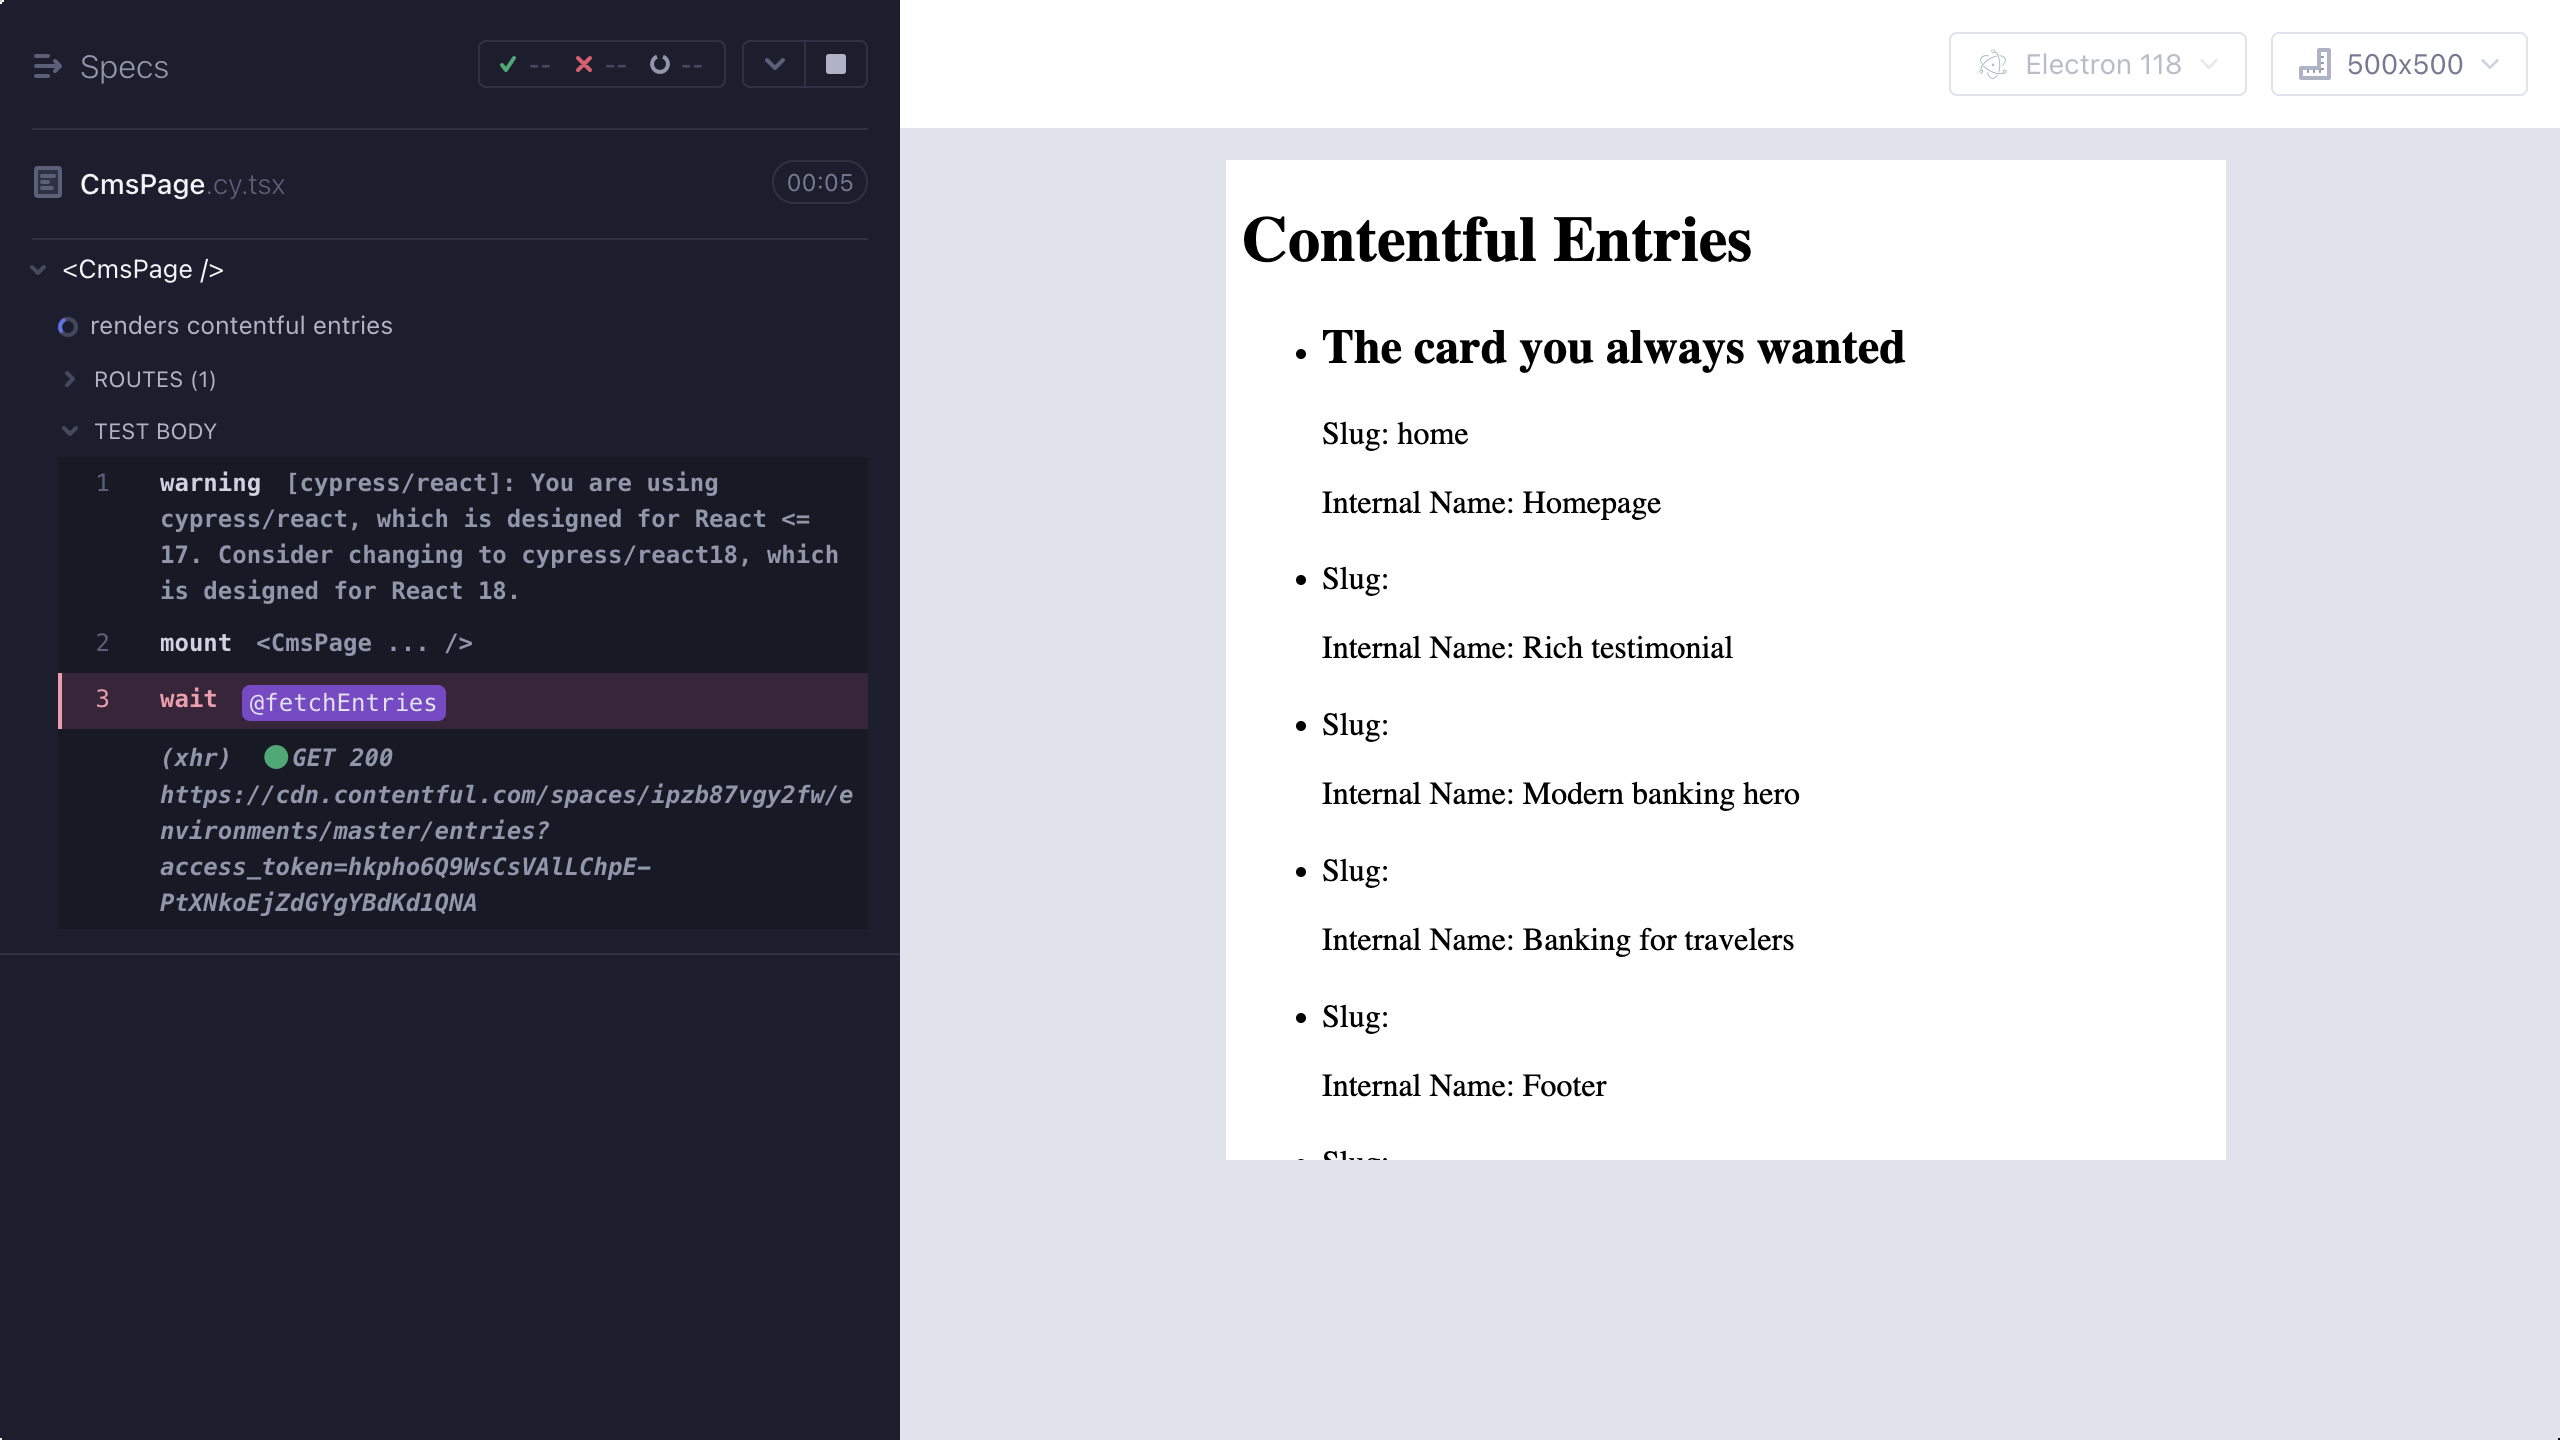 Specs
-- -- --
CmsPage.cy.tsx 00:05
<CmsPage />
renders contentful entries
ROUTES (1)
TEST BODY
1 warning [cypress/react]: You are using
cypress/react, which is designed for React <=
17. Consider changing to cypress/react18, which
is designed for React 18.
2 mount <CmsPage ... />
3 wait @fetchEntries
(xhr) GET 200
https://cdn.contentful.com/spaces/ipzb87vgy2fw/e
nvironments/master/entries?
access_token=hkpho6Q9WsCsVAlLChpE-
PtXNkoEjZdGYgYBdKd1QNA
Electron 118
500x500
Contentful Entries
• The card you always wanted
Slug: home
Internal Name: Homepage
• Slug:
Internal Name: Rich testimonial
• Slug:
Internal Name: Modern banking hero
• Slug:
Internal Name: Banking for travelers
• Slug:
Internal Name: Footer
• Slug: